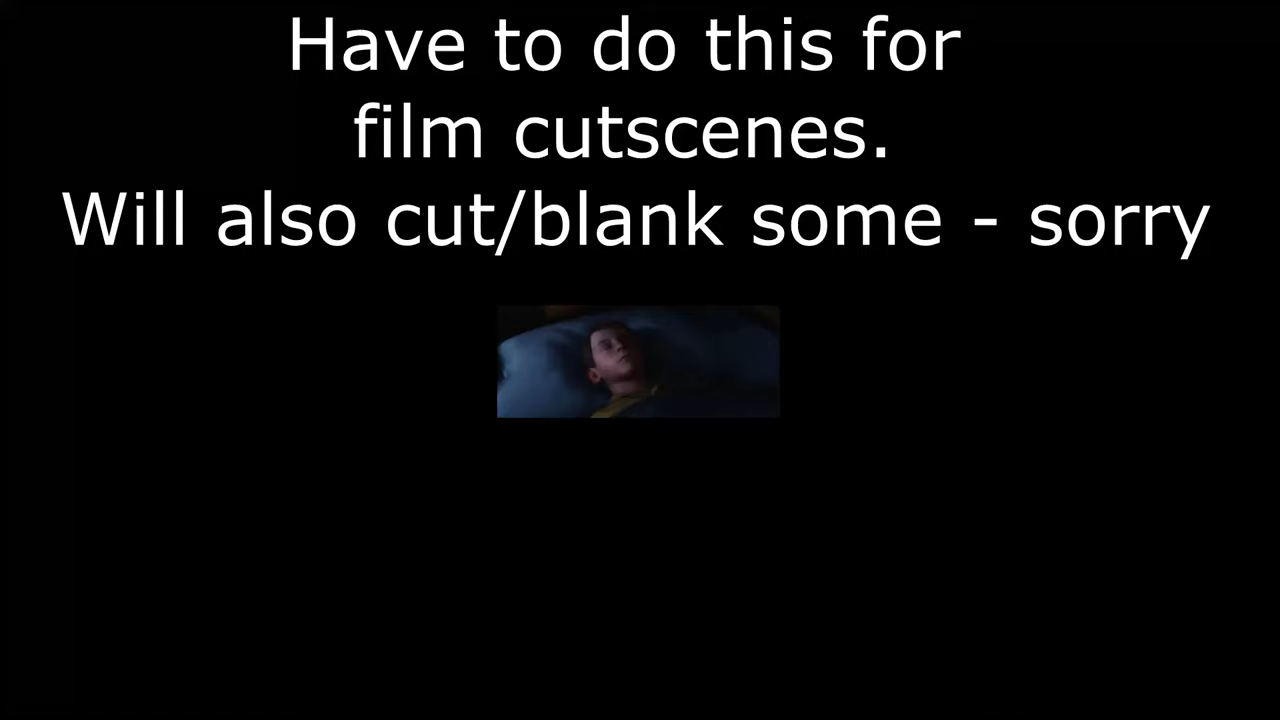 Have to do this for
film cutscenes.
Will also cut/blank some - sorry